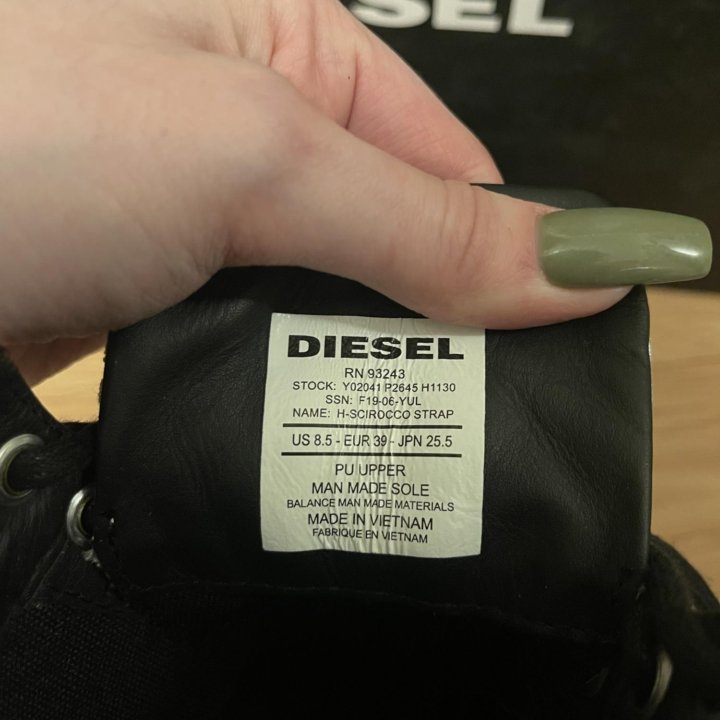 SEL
DIESEL
RN 93243
STOCK: Y02041 P2645 H1130
SSN: F19-06-YUL
NAME: H-SCIROCCO STRAP
US 8.5 - EUR 39 - JPN 25.5
PU UPPER
MAN MADE SOLE
BALANCE MAN MADE MATERIALS
MADE IN VIETNAM
FABRIQUE EN VIETNAM